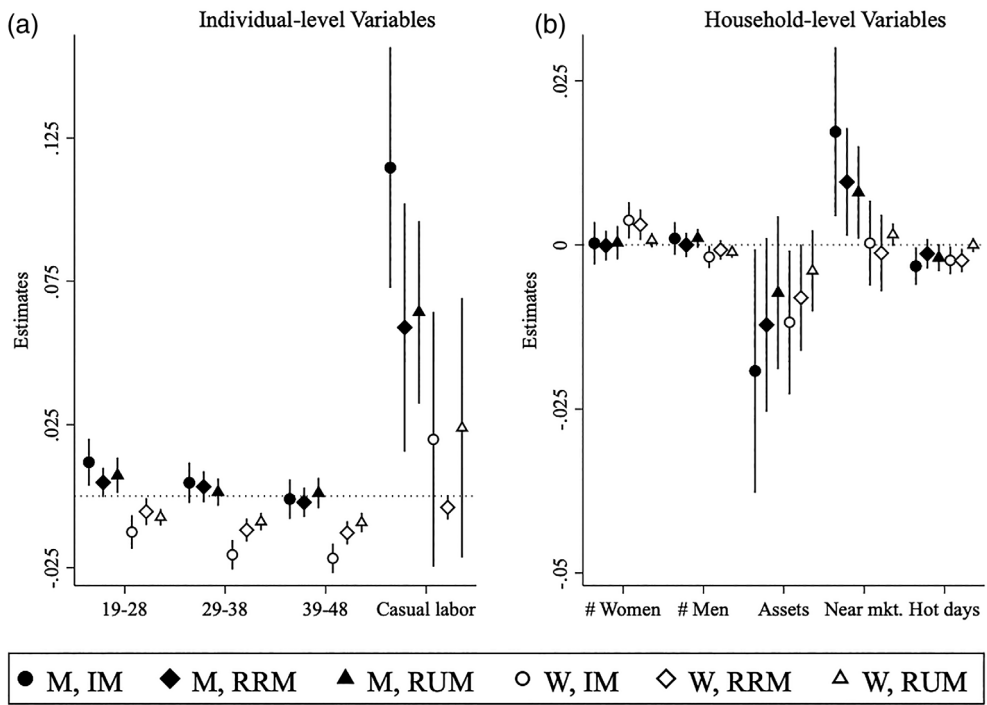 (a)
Individual-level Variables
Estimates
.125
.075
.025
-.025
19-28
29-38
39-48
Casual labor
(b)
Household-level Variables
Estimates
.025
0
-.025
-.05
# Women
# Men
Assets
Near mkt.
Hot days
M, IM
M, RRM
M, RUM
W, IM
W, RRM
W, RUM